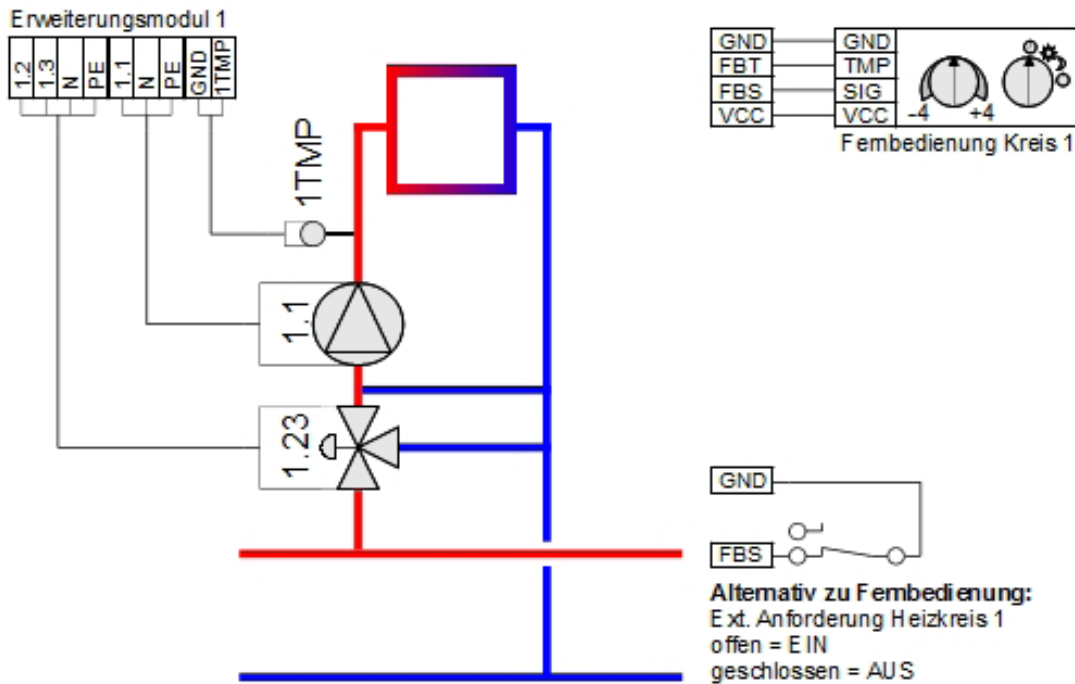 Erweiterungsmodul 1
1.2 1.3 N PE 1.1 N PE GND 1TMP
GND GND
FBT TMP
FBS SIG
VCC VCC
-4 +4
Fernbedienung Kreis 1
1TMP
1.1
1.23
GND
FBS
Alternativ zu Fernbedienung:
Ext. Anforderung Heizkreis 1
offen = EIN
geschlossen = AUS